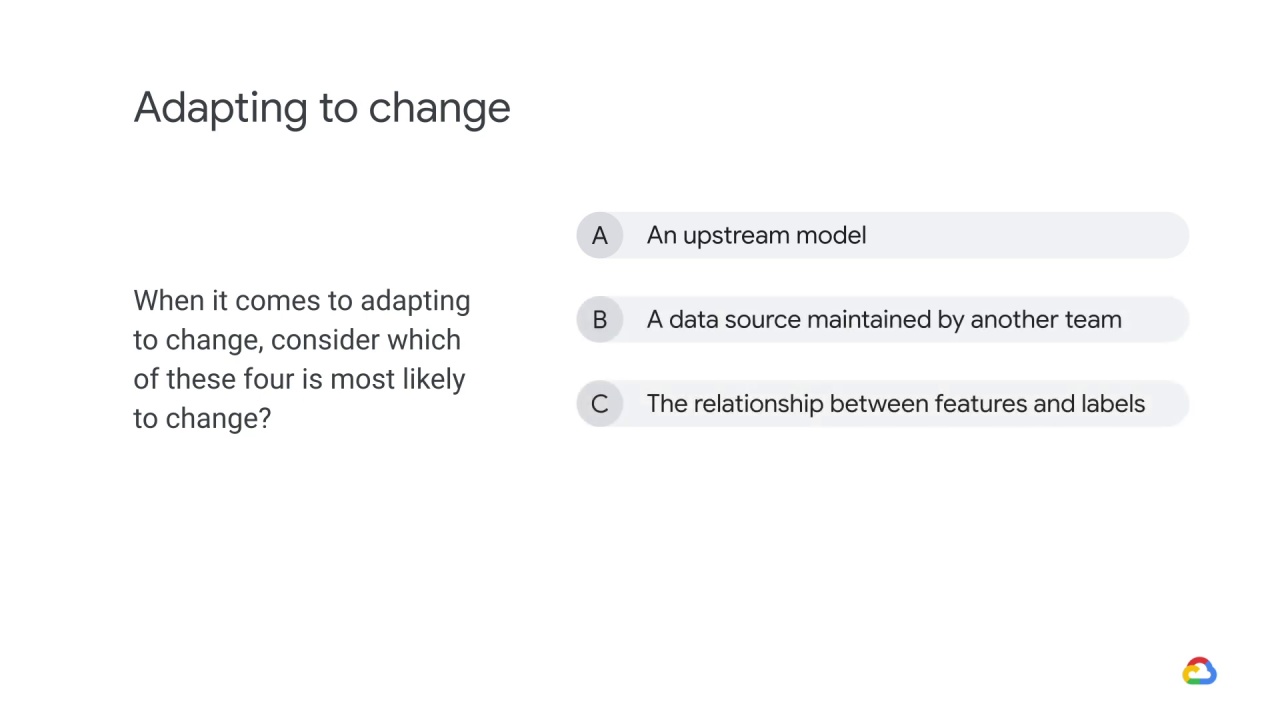 Adapting to change
When it comes to adapting
to change, consider which
of these four is most likely
to change?
A An upstream model
B A data source maintained by another team
C The relationship between features and labels